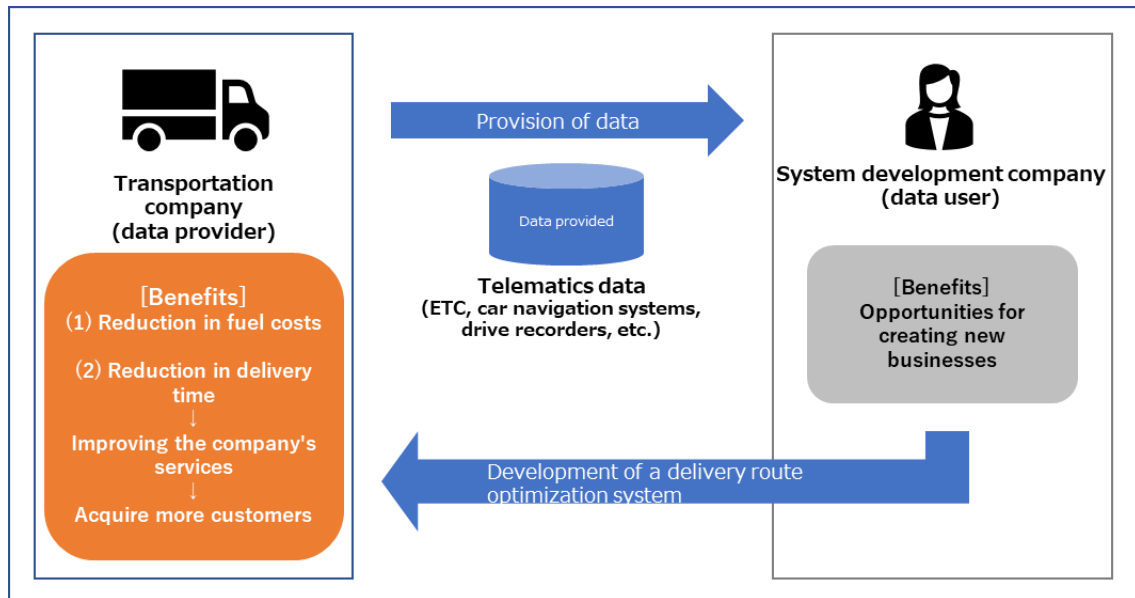 Transportation
company
(data provider)
[Benefits]
(1) Reduction in fuel costs
(2) Reduction in delivery
time
↓
Improving the company's
services
↓
Acquire more customers
Provision of data
Data provided
Telematics data
(ETC, car navigation systems,
drive recorders, etc.)
Development of a delivery route
optimization system
System development company
(data user)
[Benefits]
Opportunities for
creating new
businesses